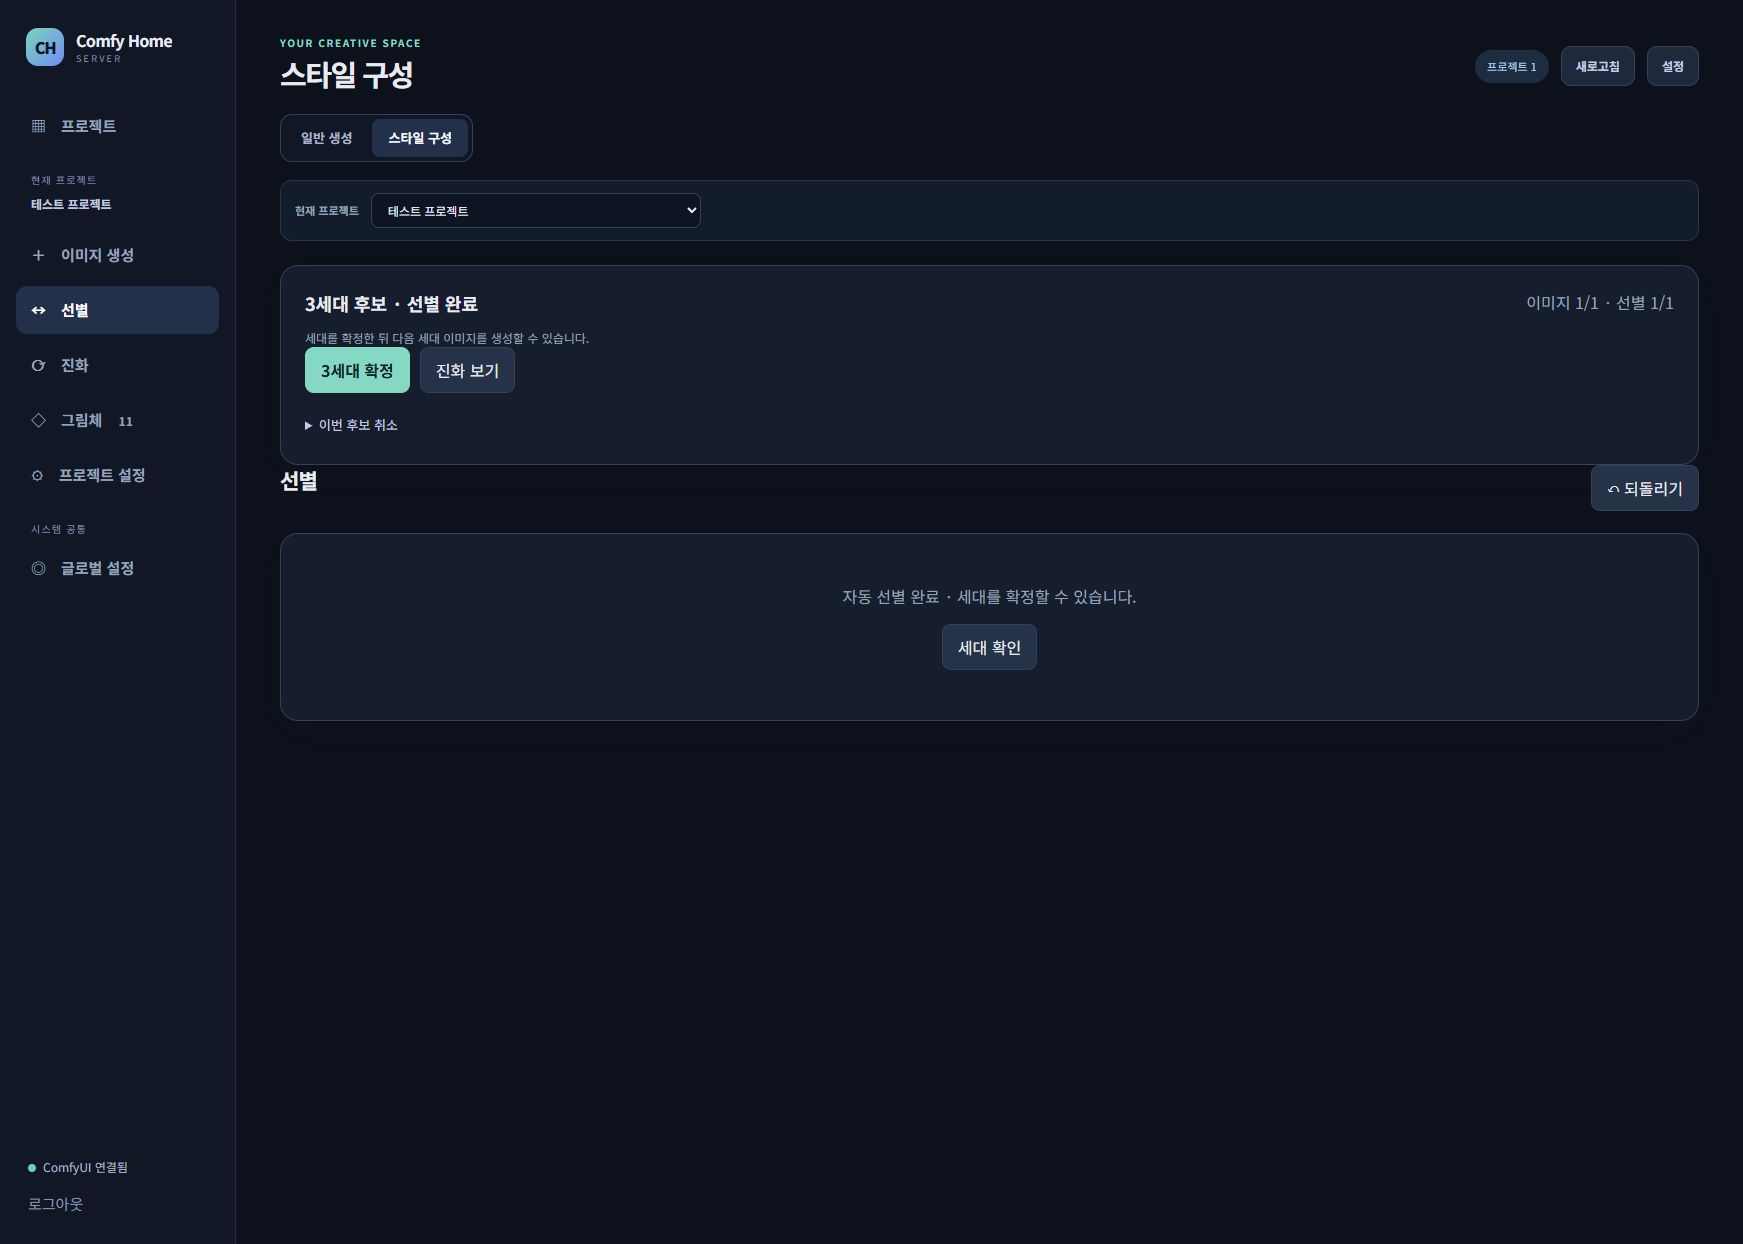 CH
Comfy Home
SERVER
프로젝트
현재 프로젝트
테스트 프로젝트
이미지 생성
선별
진화
그림체 11
프로젝트 설정
시스템 공통
글로벌 설정
ComfyUI 연결됨
로그아웃
YOUR CREATIVE SPACE
스타일 구성
프로젝트 1
새로고침
설정
일반 생성
스타일 구성
현재 프로젝트
테스트 프로젝트
3세대 후보 · 선별 완료
이미지 1/1 · 선별 1/1
세대를 확정한 뒤 다음 세대 이미지를 생성할 수 있습니다.
3세대 확정
진화 보기
이번 후보 취소
선별
되돌리기
자동 선별 완료 · 세대를 확정할 수 있습니다.
세대 확인